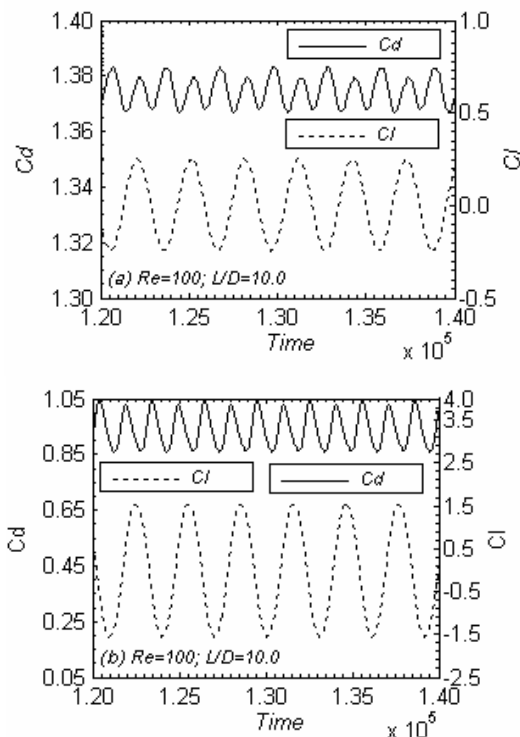 1.40
1.38
1.36
1.35
1.34
1.32
1.30
Cd
1.0
0.5
0.0
-0.5
Cl
Cd
Cl
(a) Re=100; L/D=10.0
1.20 1.25 1.30 1.35 1.40
Time
x 10^5
1.05
0.85
0.65
0.45
0.25
0.05
Cd
4.0
3.5
2.5
1.5
0.5
-0.5
-1.5
-2.5
Cl
Cl
Cd
(b) Re=100; L/D=10.0
1.20 1.25 1.30 1.35 1.40
Time
x 10^5